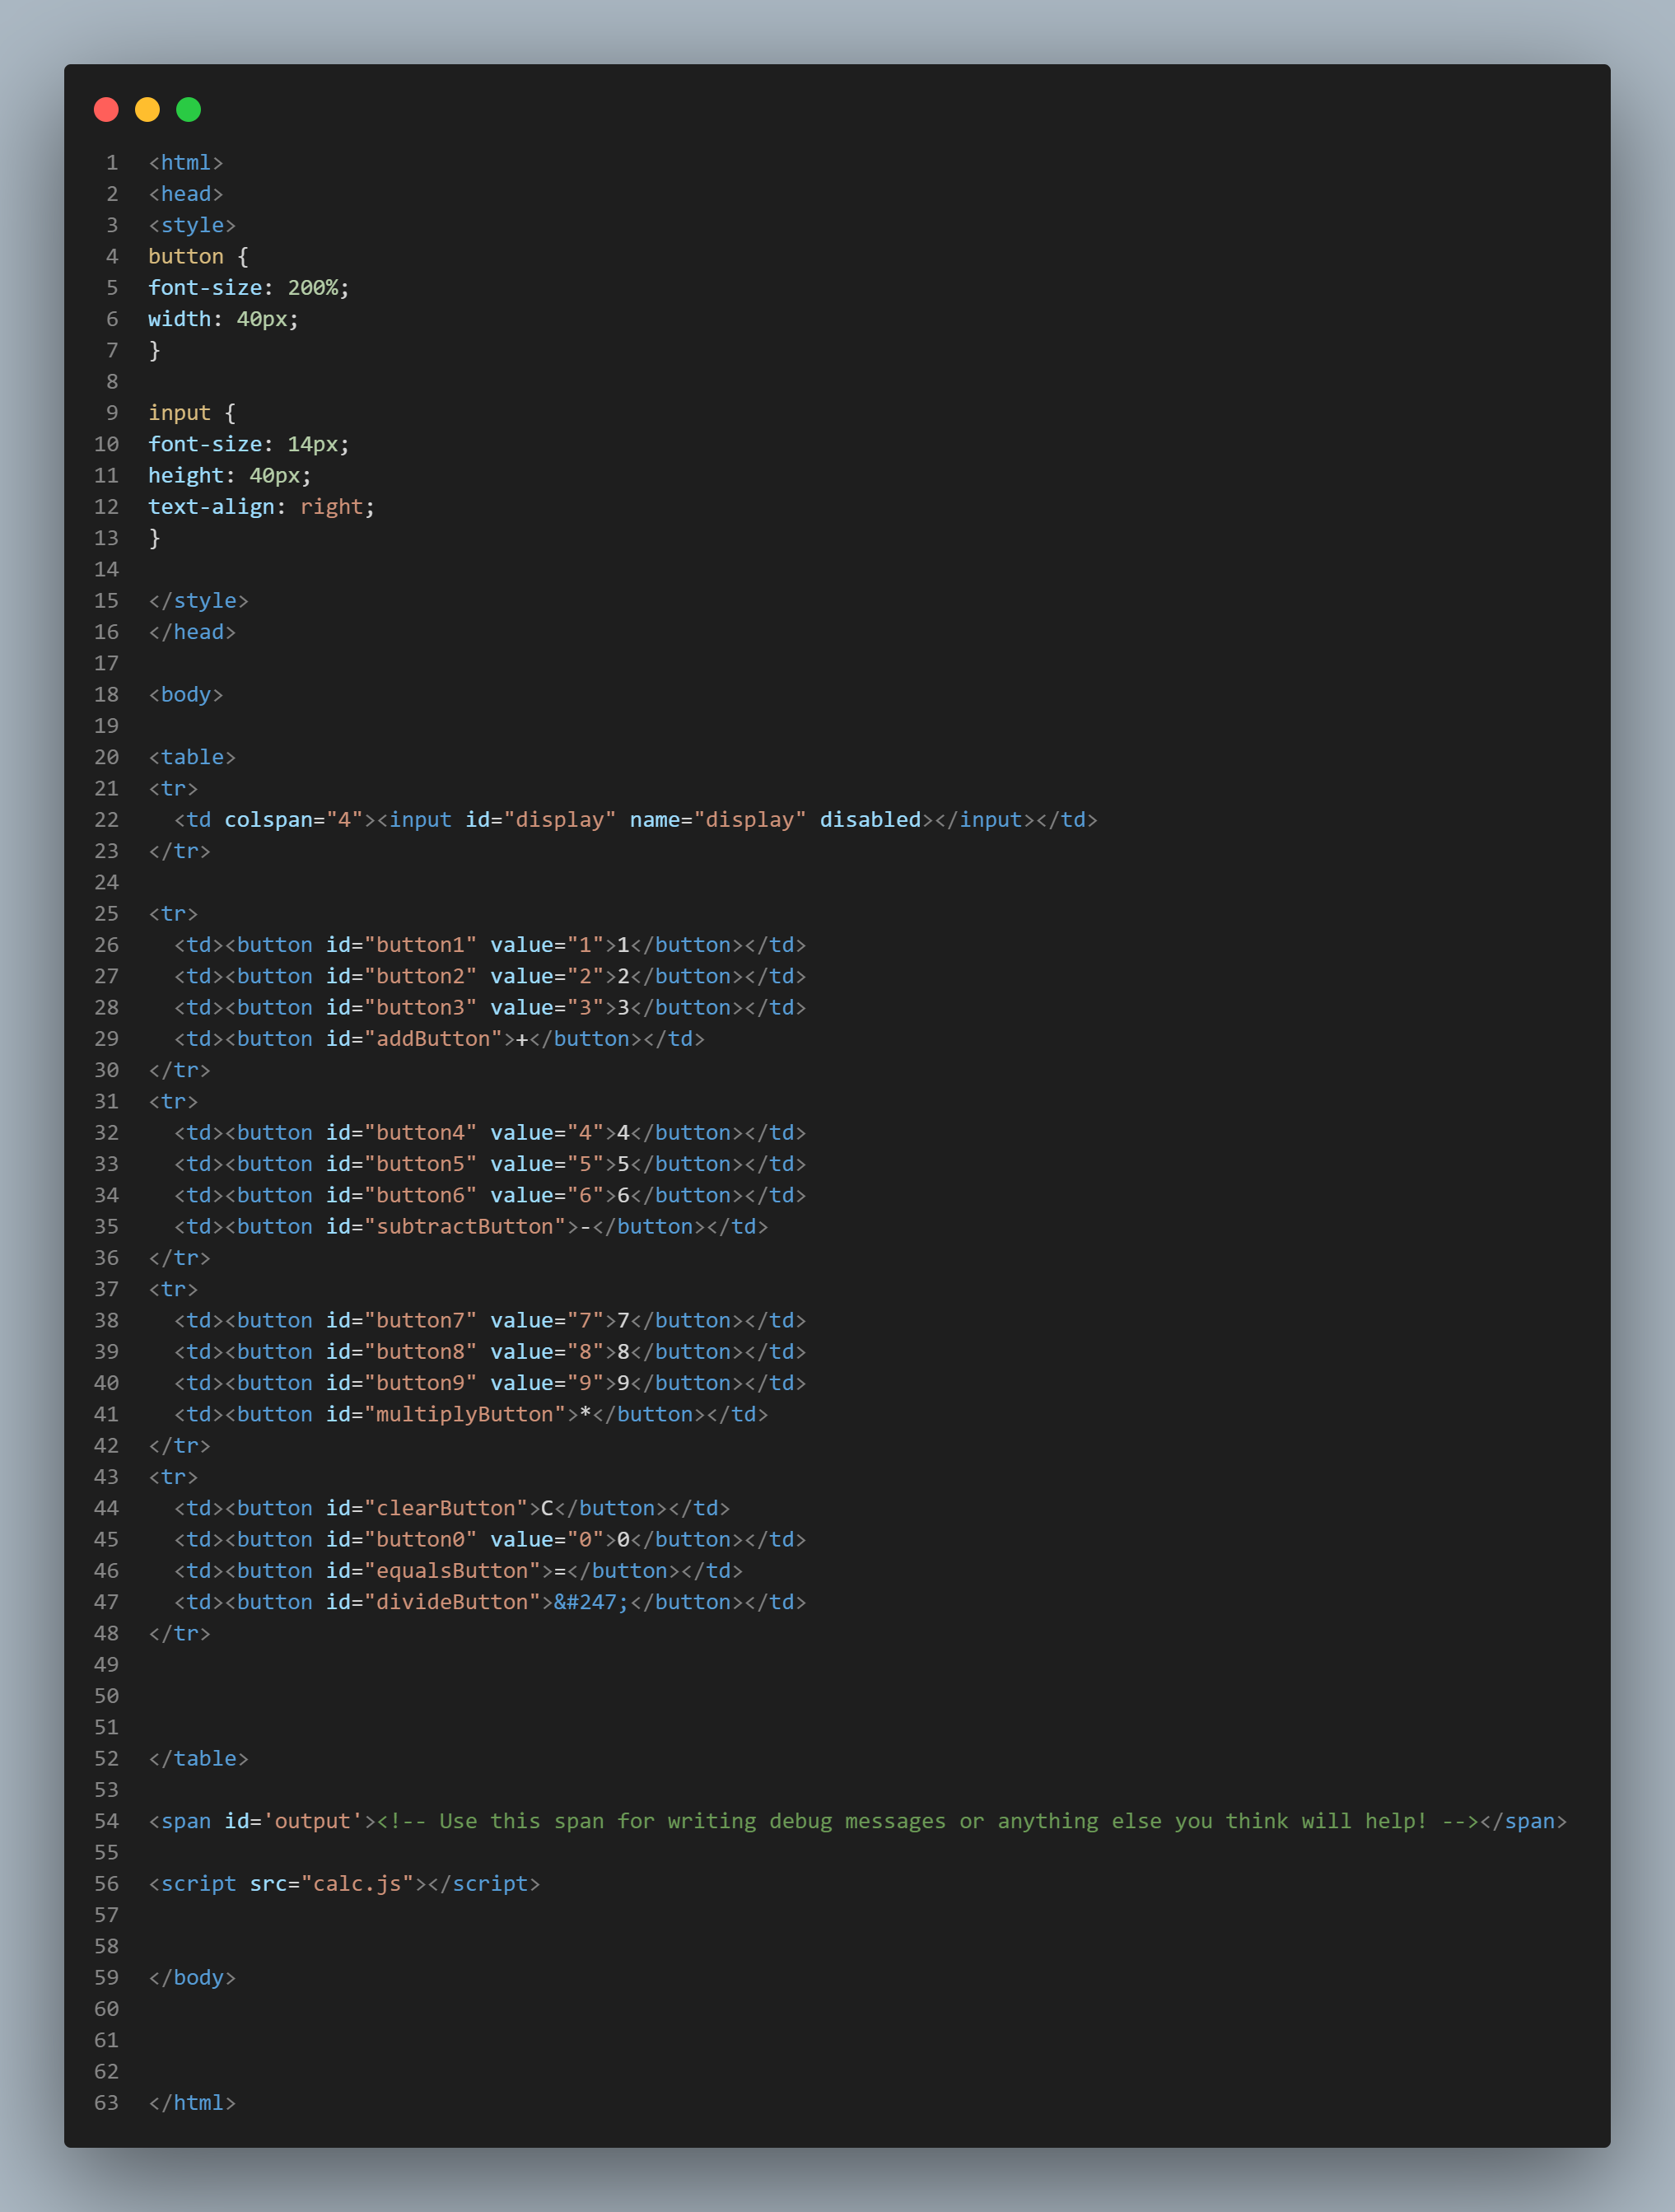 1 <html>
2 <head>
3 <style>
4 button {
5 font-size: 200%;
6 width: 40px;
7 }
8
9 input {
10 font-size: 14px;
11 height: 40px;
12 text-align: right;
13 }
14
15 </style>
16 </head>
17
18 <body>
19
20 <table>
21 <tr>
22   <td colspan="4"><input id="display" name="display" disabled></input></td>
23 </tr>
24
25 <tr>
26   <td><button id="button1" value="1">1</button></td>
27   <td><button id="button2" value="2">2</button></td>
28   <td><button id="button3" value="3">3</button></td>
29   <td><button id="addButton">+</button></td>
30 </tr>
31 <tr>
32   <td><button id="button4" value="4">4</button></td>
33   <td><button id="button5" value="5">5</button></td>
34   <td><button id="button6" value="6">6</button></td>
35   <td><button id="subtractButton">-</button></td>
36 </tr>
37 <tr>
38   <td><button id="button7" value="7">7</button></td>
39   <td><button id="button8" value="8">8</button></td>
40   <td><button id="button9" value="9">9</button></td>
41   <td><button id="multiplyButton">*</button></td>
42 </tr>
43 <tr>
44   <td><button id="clearButton">C</button></td>
45   <td><button id="button0" value="0">0</button></td>
46   <td><button id="equalsButton">=</button></td>
47   <td><button id="divideButton">&#247;</button></td>
48 </tr>
49
50
51
52 </table>
53
54 <span id='output'><!-- Use this span for writing debug messages or anything else you think will help! --></span>
55
56 <script src="calc.js"></script>
57
58
59 </body>
60
61
62
63 </html>